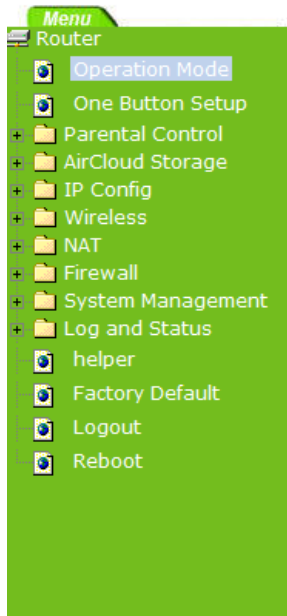 Menu
Router
Operation Mode
One Button Setup
Parental Control
AirCloud Storage
IP Config
Wireless
NAT
Firewall
System Management
Log and Status
helper
Factory Default
Logout
Reboot